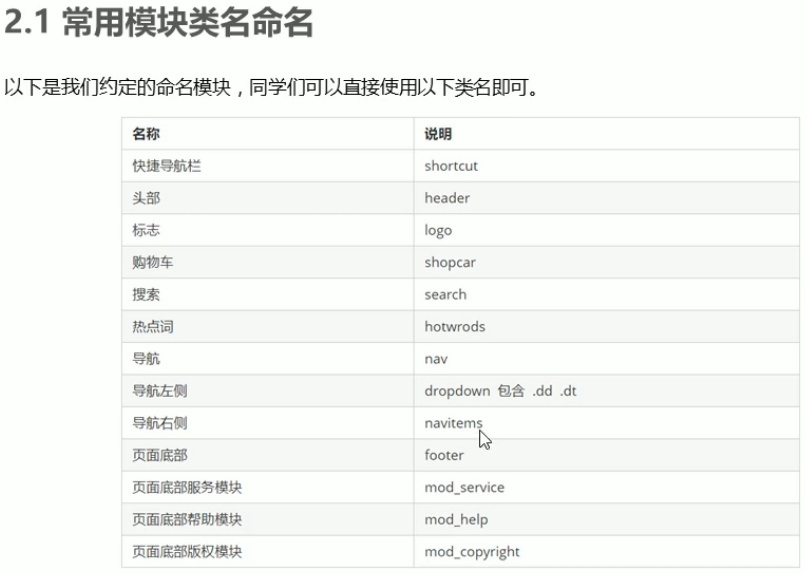 2.1 常用模块类名命名
以下是我们约定的命名模块，同学们可以直接使用以下类名即可。
名称 说明
快捷导航栏 shortcut
头部 header
标志 logo
购物车 shopcar
搜索 search
热点词 hotwrods
导航 nav
导航左侧 dropdown 包含 .dd .dt
导航右侧 navitems
页面底部 footer
页面底部服务模块 mod_service
页面底部帮助模块 mod_help
页面底部版权模块 mod_copyright